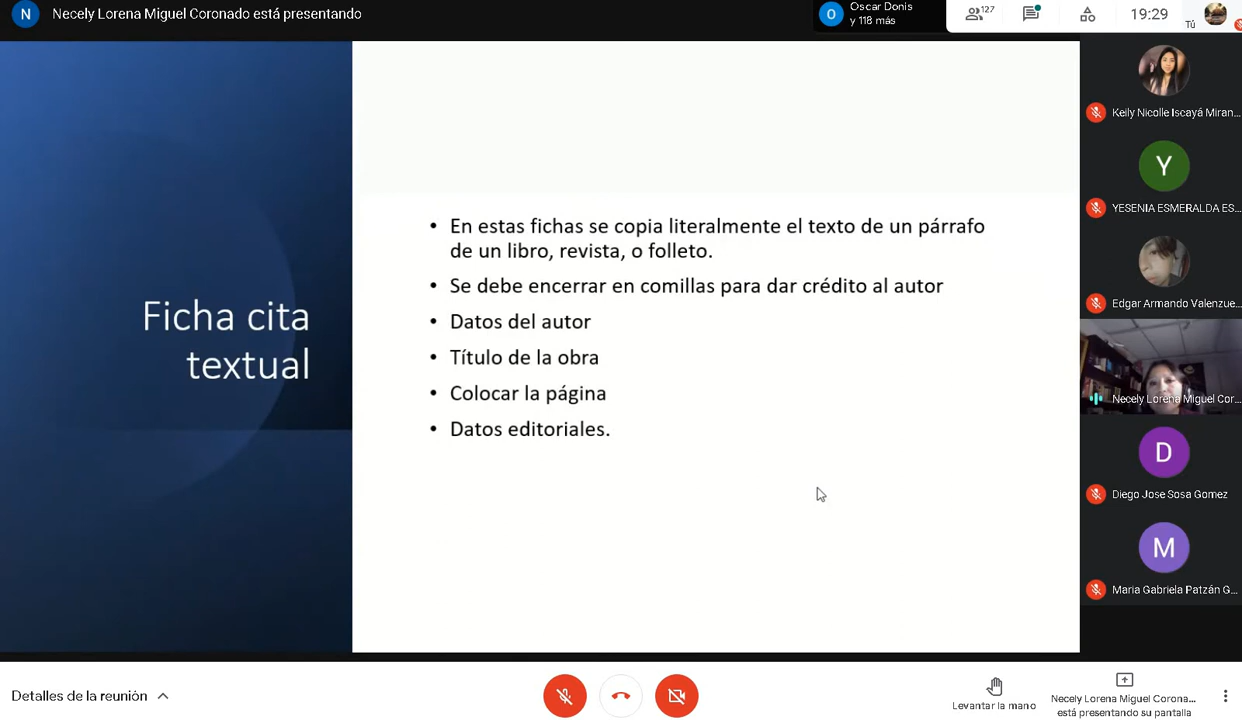 N
Necely Lorena Miguel Coronado está presentando
O
Oscar Donis
y 118 más
127
19:29
Tú
Ficha cita
textual
• En estas fichas se copia literalmente el texto de un párrafo
de un libro, revista, o folleto.
• Se debe encerrar en comillas para dar crédito al autor
• Datos del autor
• Título de la obra
• Colocar la página
• Datos editoriales.
Keily Nicolle Iscayá Miran...
Y
YESENIA ESMERALDA ES...
Edgar Armando Valenzue...
Necely Lorena Miguel Cor...
D
Diego Jose Sosa Gomez
M
Maria Gabriela Patzán G...
Detalles de la reunión
Levantar la mano
Necely Lorena Miguel Corona...
está presentando su pantalla